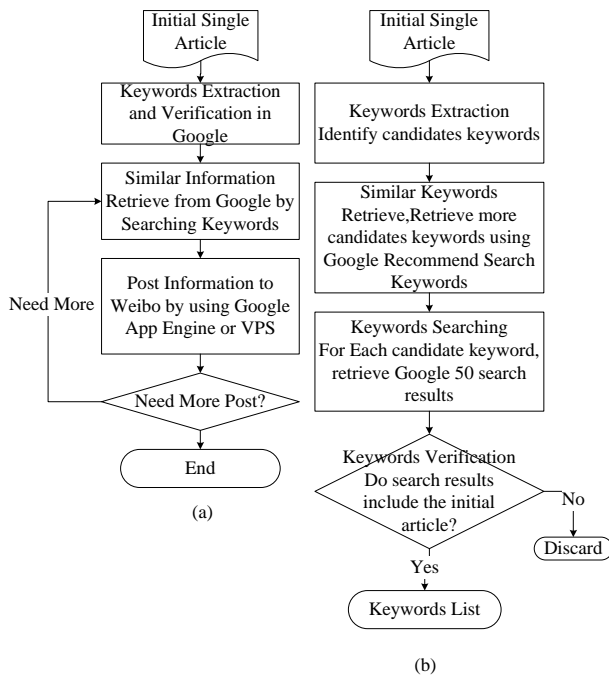 Initial Single
Article
Keywords Extraction
and Verification in
Google
Similar Information
Retrieve from Google by
Searching Keywords
Need More
Post Information to
Weibo by using Google
App Engine or VPS
Need More Post?
End
(a)
Initial Single
Article
Keywords Extraction
Identify candidates keywords
Similar Keywords
Retrieve,Retrieve more
candidates keywords using
Google Recommend Search
Keywords
Keywords Searching
For Each candidate keyword,
retrieve Google 50 search
results
Keywords Verification
Do search results
include the initial
article?
No
Discard
Yes
Keywords List
(b)